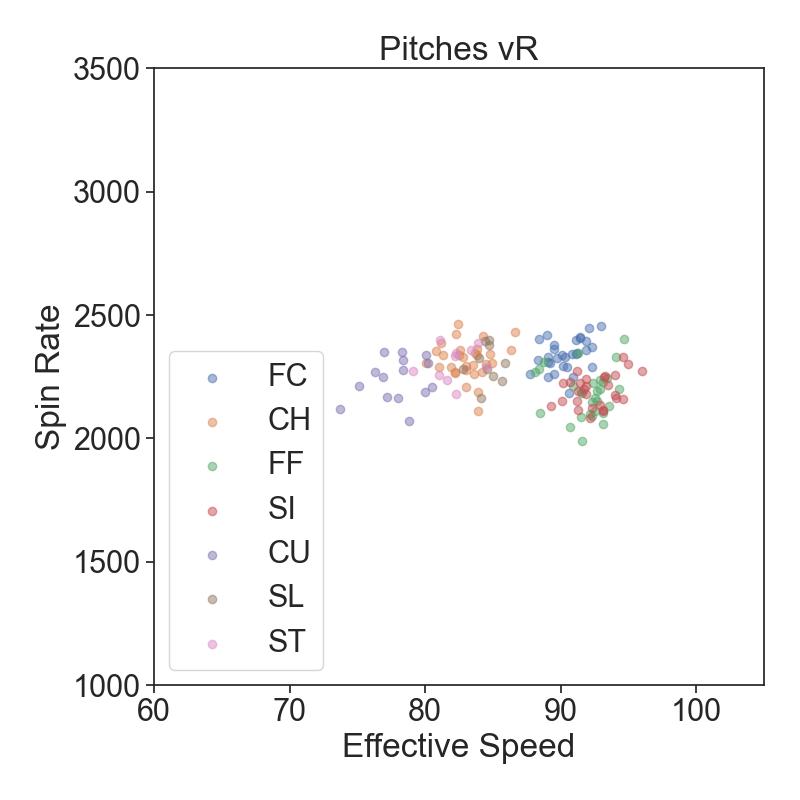 Pitches vR
3500
3000
2500
2000
1500
1000
Spin Rate
FC
CH
FF
SI
CU
SL
ST
60 70 80 90 100
Effective Speed